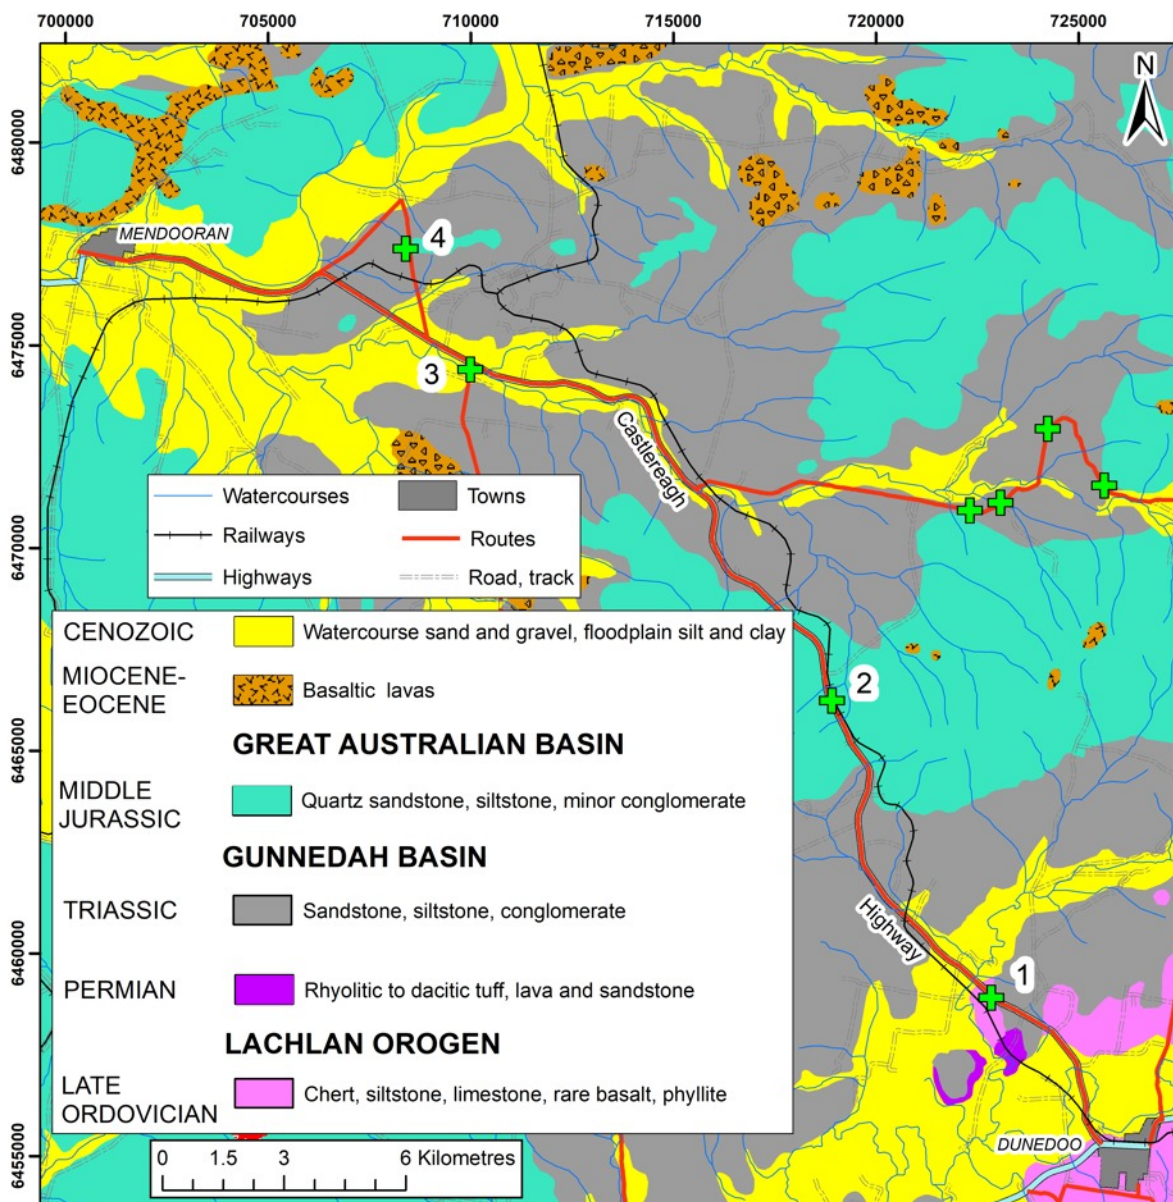 7000000 705000 710000 715000 720000 725000
N
6480000
MENDOORAN
4
6475000
3
Castlereagh
Watercourses Towns
Railways Routes
Highways Road, track
6470000
CENOZOIC Watercourse sand and gravel, floodplain silt and clay
MIOCENE-
EOCENE Basaltic lavas
2
GREAT AUSTRALIAN BASIN
6465000
MIDDLE
JURASSIC Quartz sandstone, siltstone, minor conglomerate
GUNNEDAH BASIN
TRIASSIC Sandstone, siltstone, conglomerate
Highway
6460000
1
PERMIAN Rhyolitic to dacitic tuff, lava and sandstone
LACHLAN OROGEN
LATE
ORDOVICIAN Chert, siltstone, limestone, rare basalt, phyllite
DUNEDOO
6455000
0 1.5 3 6 Kilometres